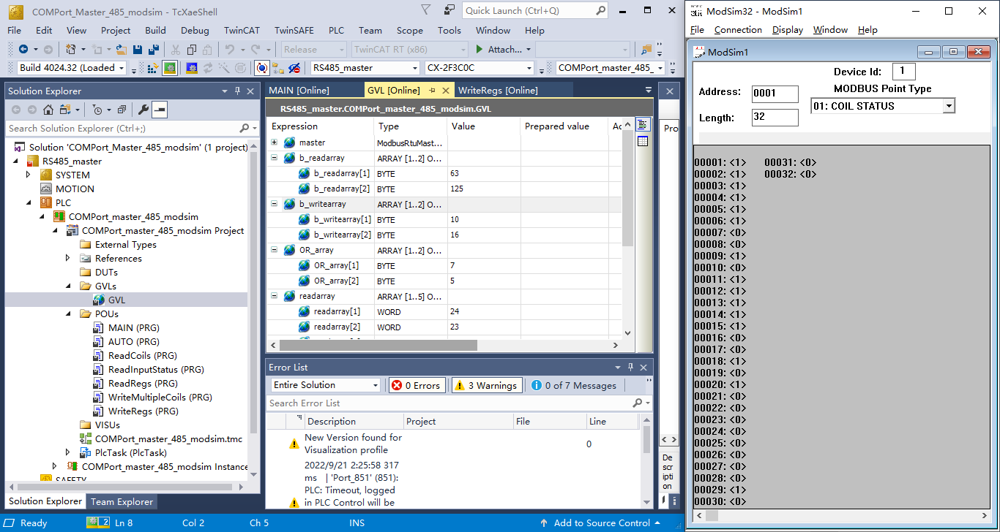 COMPort_Master_485_modsim - TcXaeShell
Quick Launch (Ctrl+Q)
File Edit View Project Build Debug TwinCAT TwinSAFE PLC Team Scope Tools Window Help
Release TwinCAT RT (x86) Attach...
Build 4024.32 (Loaded RS485_master CX-2F3C0C COMPort_master_485_
Solution Explorer
Search Solution Explorer (Ctrl+;)
Solution 'COMPort_Master_485_modsim' (1 project)
RS485_master
SYSTEM
MOTION
PLC
COMPort_master_485_modsim
COMPort_master_485_modsim Project
External Types
References
DUTs
GVLs
GVL
POUs
MAIN (PRG)
AUTO (PRG)
ReadCoils (PRG)
ReadInputStatus (PRG)
ReadRegs (PRG)
WriteMultipleCoils (PRG)
WriteRegs (PRG)
VISUs
COMPort_master_485_modsim.tmc
PlcTask (PlcTask)
COMPort_master_485_modsim Instance
SAFETY
Solution Explorer Team Explorer
MAIN [Online] GVL [Online] WriteRegs [Online]
RS485_master.COMPort_master_485_modsim.GVL
Expression Type Value Prepared value Ad
master ModbusRtuMast...
b_readarray ARRAY [1..2] O...
b_readarray[1] BYTE 63
b_readarray[2] BYTE 125
b_writearray ARRAY [1..2] O...
b_writearray[1] BYTE 10
b_writearray[2] BYTE 16
OR_array ARRAY [1..2] O...
OR_array[1] BYTE 7
OR_array[2] BYTE 5
readarray ARRAY [1..5] O...
readarray[1] WORD 24
readarray[2] WORD 23
Pro
Error List
Entire Solution 0 Errors 3 Warnings 0 of 7 Messages
Search Error List
Description Project File Line
New Version found for
Visualization profile
0
2022/9/21 2:25:58 317
ms | 'Port_851' (851):
PLC: Timeout, logged
in PLC Control will be
De
scr
ipti
on
Ready 2 Ln 8 Col 2 Ch 5 INS Add to Source Control
ModSim32 - ModSim1
File Connection Display Window Help
ModSim1
Device Id: 1
Address: 0001
MODBUS Point Type
01: COIL STATUS
Length: 32
00001: <1> 00031: <0>
00002: <1> 00032: <0>
00003: <1>
00004: <1>
00005: <1>
00006: <1>
00007: <0>
00008: <0>
00009: <1>
00010: <0>
00011: <1>
00012: <1>
00013: <1>
00014: <1>
00015: <1>
00016: <0>
00017: <0>
00018: <1>
00019: <0>
00020: <1>
00021: <0>
00022: <0>
00023: <0>
00024: <0>
00025: <0>
00026: <0>
00027: <0>
00028: <0>
00029: <1>
00030: <0>